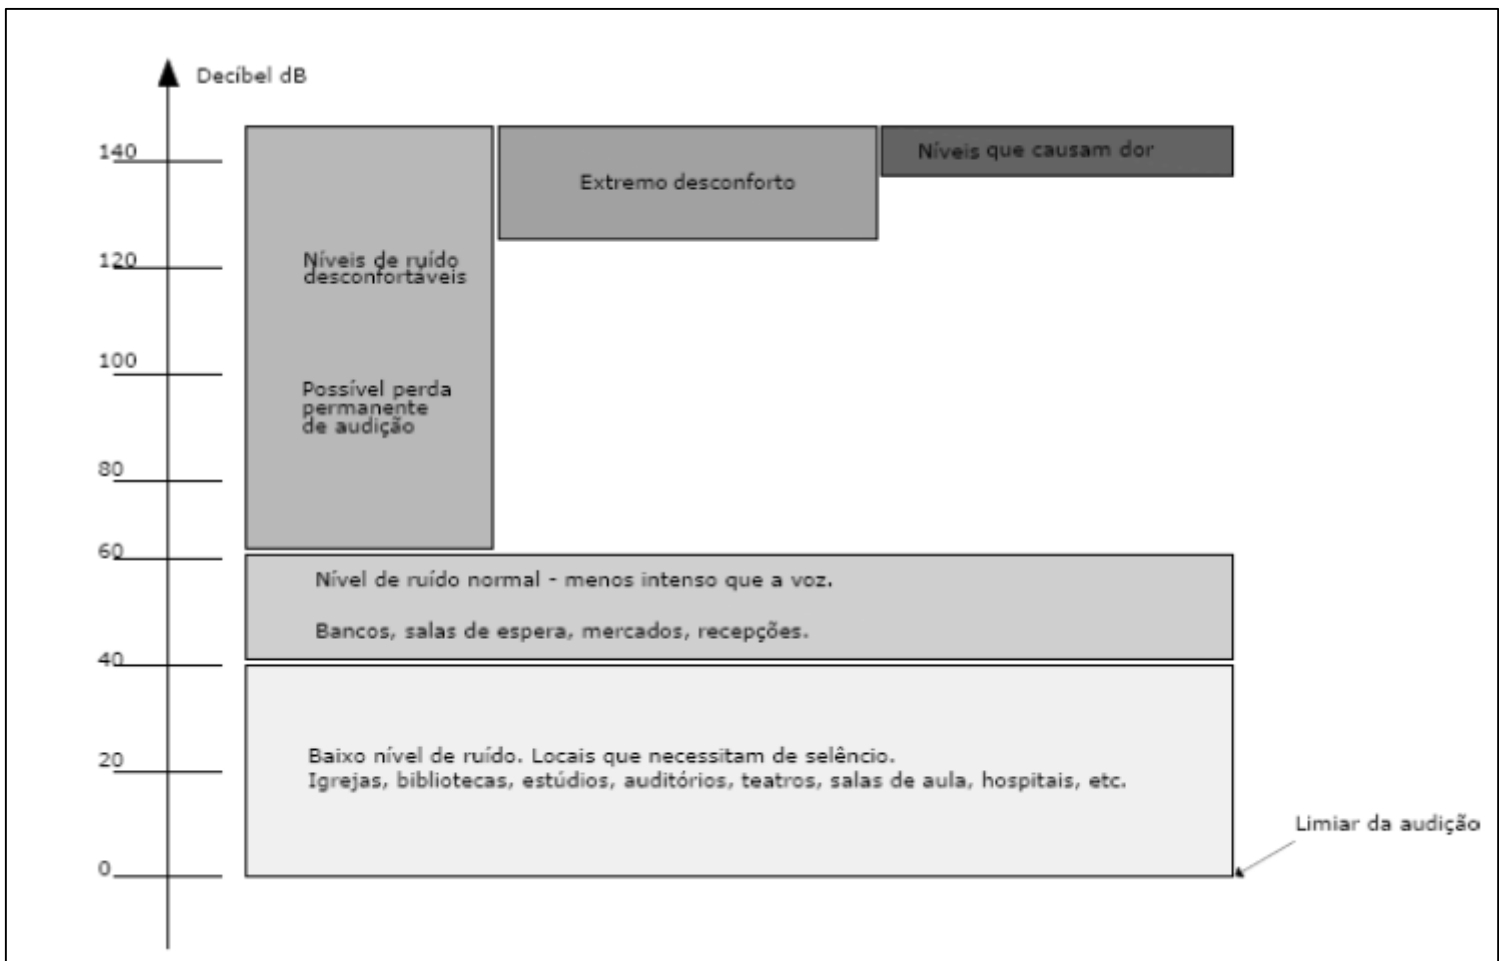 Decíbel dB
140
Níveis que causam dor
Extremo desconforto
120
Níveis de ruído
desconfortáveis
100
Possível perda
permanente
de audição
80
60
Nível de ruído normal - menos intenso que a voz.
Bancos, salas de espera, mercados, recepções.
40
Baixo nível de ruído. Locais que necessitam de selêncio.
20
Igrejas, bibliotecas, estúdios, auditórios, teatros, salas de aula, hospitais, etc.
Limiar da audição
0